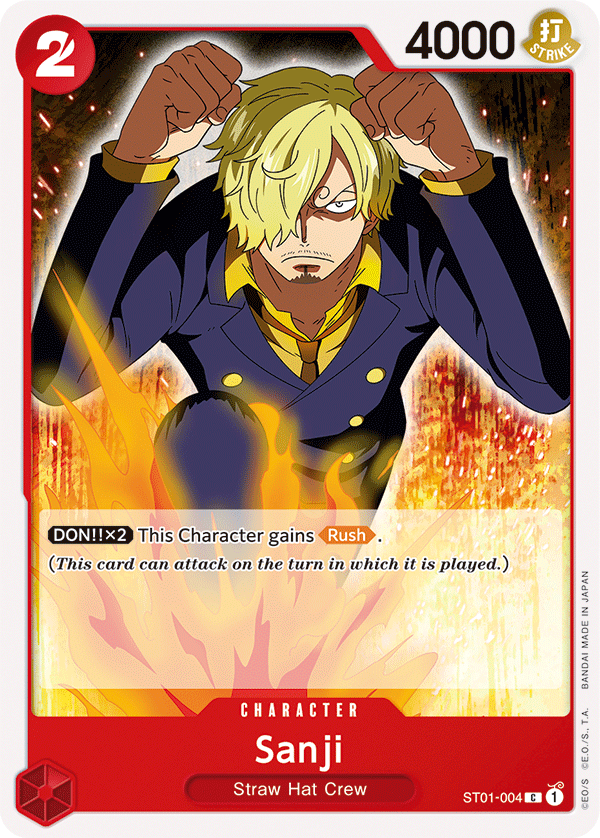 2
4000
打
STRIKE
DON!!×2 This Character gains Rush.
(This card can attack on the turn in which it is played.)
CHARACTER
Sanji
Straw Hat Crew
ST01-004 C 1
©EO/S ©E.O./S., T.A. BANDAI MADE IN JAPAN